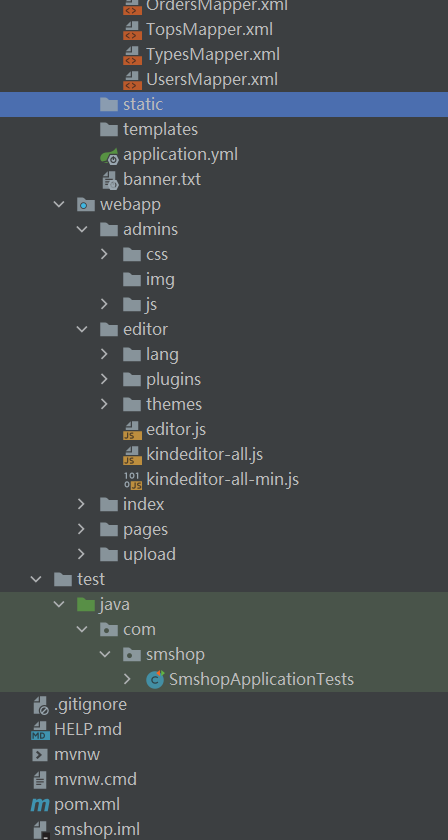 OrdersMapper.xml
TopsMapper.xml
TypesMapper.xml
UsersMapper.xml
static
templates
application.yml
banner.txt
webapp
admins
css
img
js
editor
lang
plugins
themes
editor.js
kindeditor-all.js
kindeditor-all-min.js
index
pages
upload
test
java
com
smshop
SmshopApplicationTests
.gitignore
HELP.md
mvnw
mvnw.cmd
pom.xml
smshop.iml